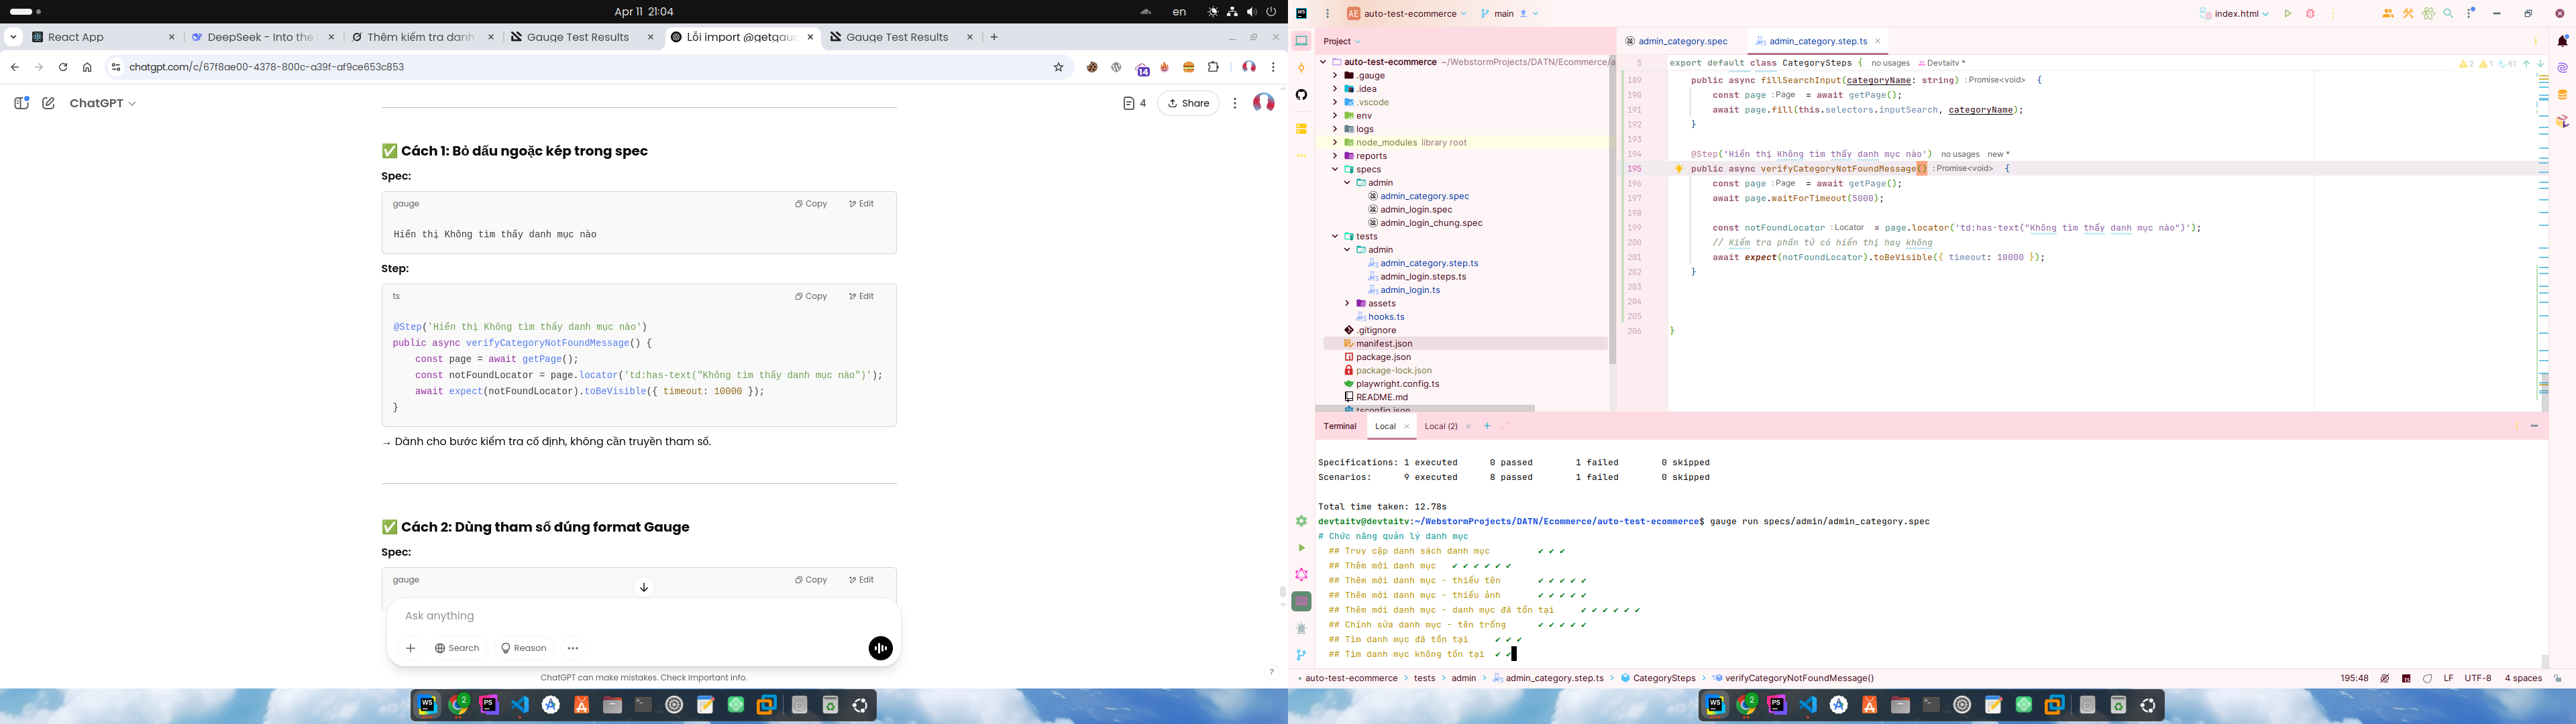 Apr 11 21:04
en
React App
DeepSeek - Into the
Thêm kiểm tra danh
Gauge Test Results
Lỗi import @getgaug
Gauge Test Results
chatgpt.com/c/67f8ae00-4378-800c-a39f-af9ce653c853
14
ChatGPT
4
Share
✅ Cách 1: Bỏ dấu ngoặc kép trong spec
Spec:
gauge
Copy
Edit
Hiển thị Không tìm thấy danh mục nào
Step:
ts
Copy
Edit
@Step('Hiển thị Không tìm thấy danh mục nào')
public async verifyCategoryNotFoundMessage() {
const page = await getPage();
const notFoundLocator = page.locator('td:has-text("Không tìm thấy danh mục nào")');
await expect(notFoundLocator).toBeVisible({ timeout: 10000 });
}
→ Dành cho bước kiểm tra cố định, không cần truyền tham số.
✅ Cách 2: Dùng tham số đúng format Gauge
Spec:
gauge
Copy
Edit
Ask anything
Search
Reason
ChatGPT can make mistakes. Check important info.
?
WS
AE auto-test-ecommerce
main
index.html
Project
auto-test-ecommerce ~/WebstormProjects/DATN/Ecommerce/a
.gauge
.idea
.vscode
env
logs
node_modules library root
reports
specs
admin
admin_category.spec
admin_login.spec
admin_login_chung.spec
tests
admin
admin_category.step.ts
admin_login.steps.ts
admin_login.ts
assets
hooks.ts
.gitignore
manifest.json
package.json
package-lock.json
playwright.config.ts
README.md
tsconfig.json
admin_category.spec
admin_category.step.ts
2 1 61
5 export default class CategorySteps { no usages Devtaitv *
189 public async fillSearchInput(categoryName: string) : Promise<void> {
190 const page : Page = await getPage();
191 await page.fill(this.selectors.inputSearch, categoryName);
192 }
193
194 @Step('Hiển thị Không tìm thấy danh mục nào') no usages new *
195 public async verifyCategoryNotFoundMessage() : Promise<void> {
196 const page : Page = await getPage();
197 await page.waitForTimeout(5000);
198
199 const notFoundLocator : Locator = page.locator('td:has-text("Không tìm thấy danh mục nào")');
200 // Kiểm tra phần tử có hiển thị hay không
201 await expect(notFoundLocator).toBeVisible({ timeout: 10000 });
202 }
203
204
205
206 }
Terminal
Local
Local (2)
Specifications: 1 executed 0 passed 1 failed 0 skipped
Scenarios: 9 executed 8 passed 1 failed 0 skipped
Total time taken: 12.78s
devtaitv@devtaitv:~/WebstormProjects/DATN/Ecommerce/auto-test-ecommerce$ gauge run specs/admin/admin_category.spec
# Chức năng quản lý danh mục
## Truy cập danh sách danh mục ✔ ✔ ✔
## Thêm mới danh mục ✔ ✔ ✔ ✔ ✔ ✔
## Thêm mới danh mục - thiếu tên ✔ ✔ ✔ ✔ ✔
## Thêm mới danh mục - thiếu ảnh ✔ ✔ ✔ ✔ ✔
## Thêm mới danh mục - danh mục đã tồn tại ✔ ✔ ✔ ✔ ✔ ✔
## Chỉnh sửa danh mục - tên trống ✔ ✔ ✔ ✔ ✔
## Tìm danh mục đã tồn tại ✔ ✔ ✔
## Tìm danh mục không tồn tại ✔ ✔
auto-test-ecommerce > tests > admin > admin_category.step.ts > CategorySteps > verifyCategoryNotFoundMessage()
195:48
LF
UTF-8
4 spaces